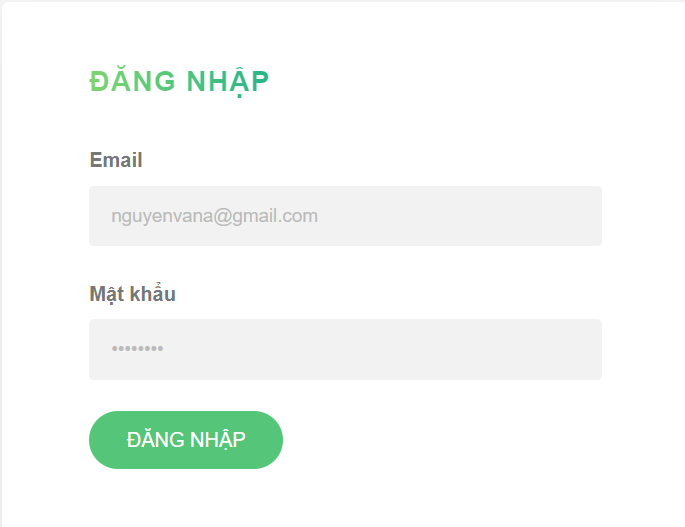 ĐĂNG NHẬP
Email
nguyenvana@gmail.com
Mật khẩu
••••••••
ĐĂNG NHẬP